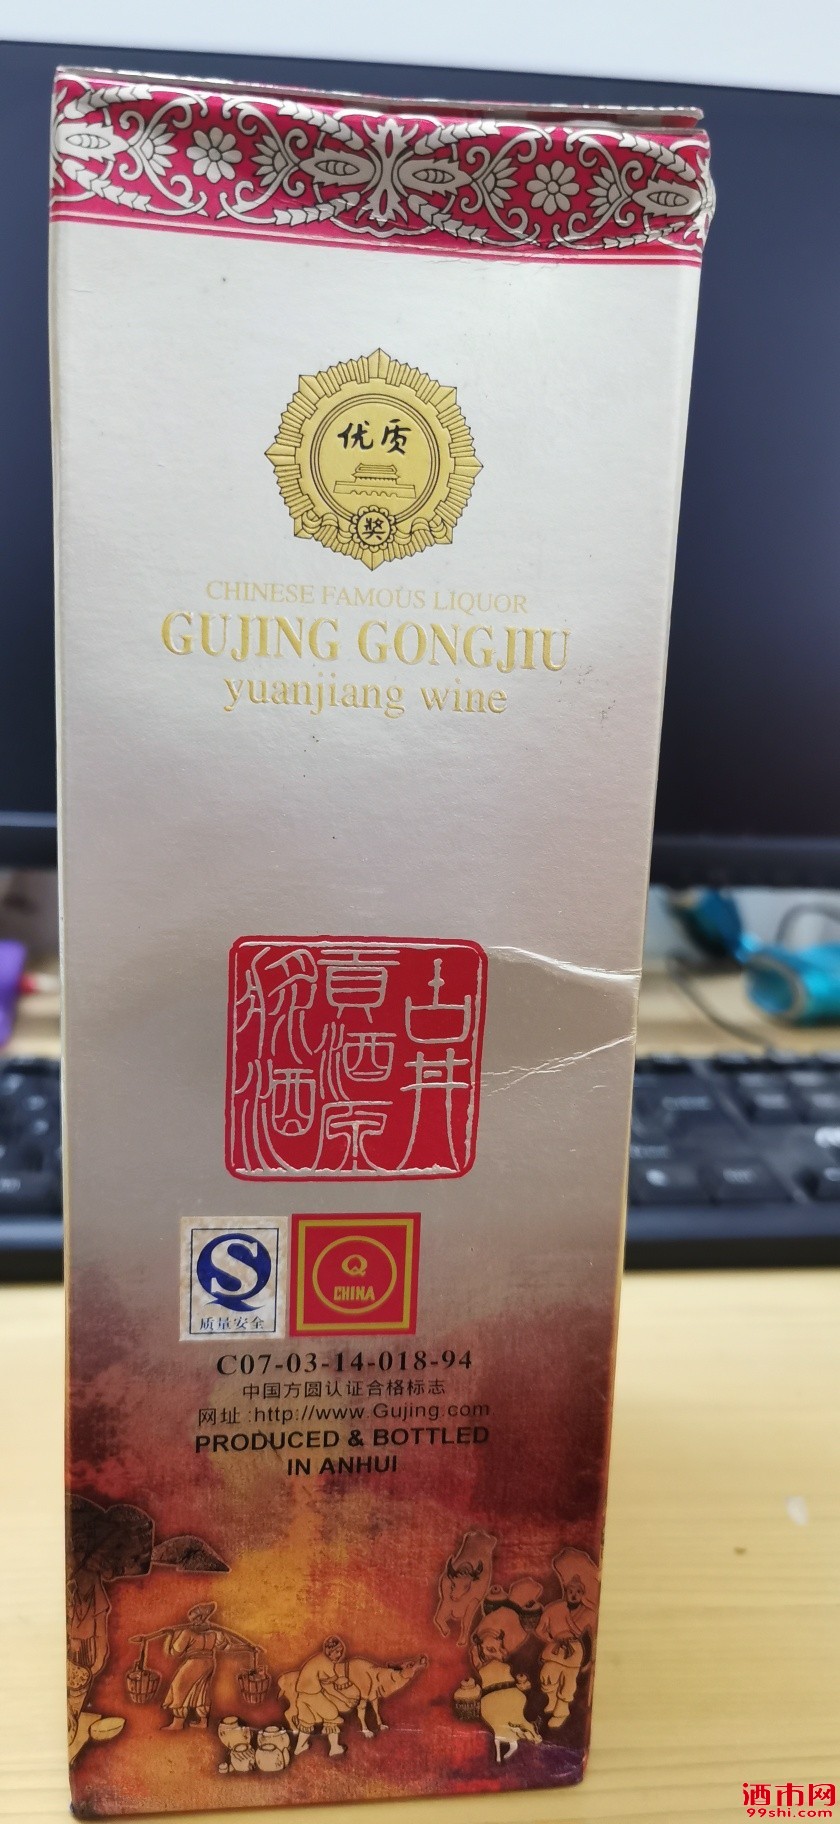 优质
奖
CHINESE FAMOUS LIQUOR
GUJING GONGJIU
yuanjiang wine
古井
貢酒原
漿酒
S
质量安全
Q
CHINA
C07-03-14-018-94
中国方圆认证合格标志
网址:http://www.Gujing.com
PRODUCED & BOTTLED
IN ANHUI
酒市网
99shi.com